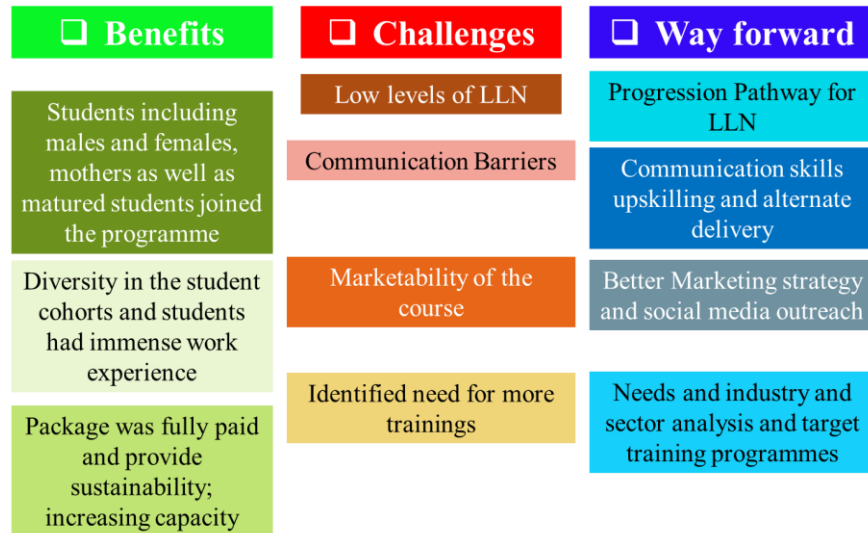 ❑ Benefits
Students including
males and females,
mothers as well as
matured students joined
the programme
Diversity in the student
cohorts and students
had immense work
experience
Package was fully paid
and provide
sustainability;
increasing capacity
❑ Challenges
Low levels of LLN
Communication Barriers
Marketability of the
course
Identified need for more
trainings
❑ Way forward
Progression Pathway for
LLN
Communication skills
upskilling and alternate
delivery
Better Marketing strategy
and social media outreach
Needs and industry and
sector analysis and target
training programmes